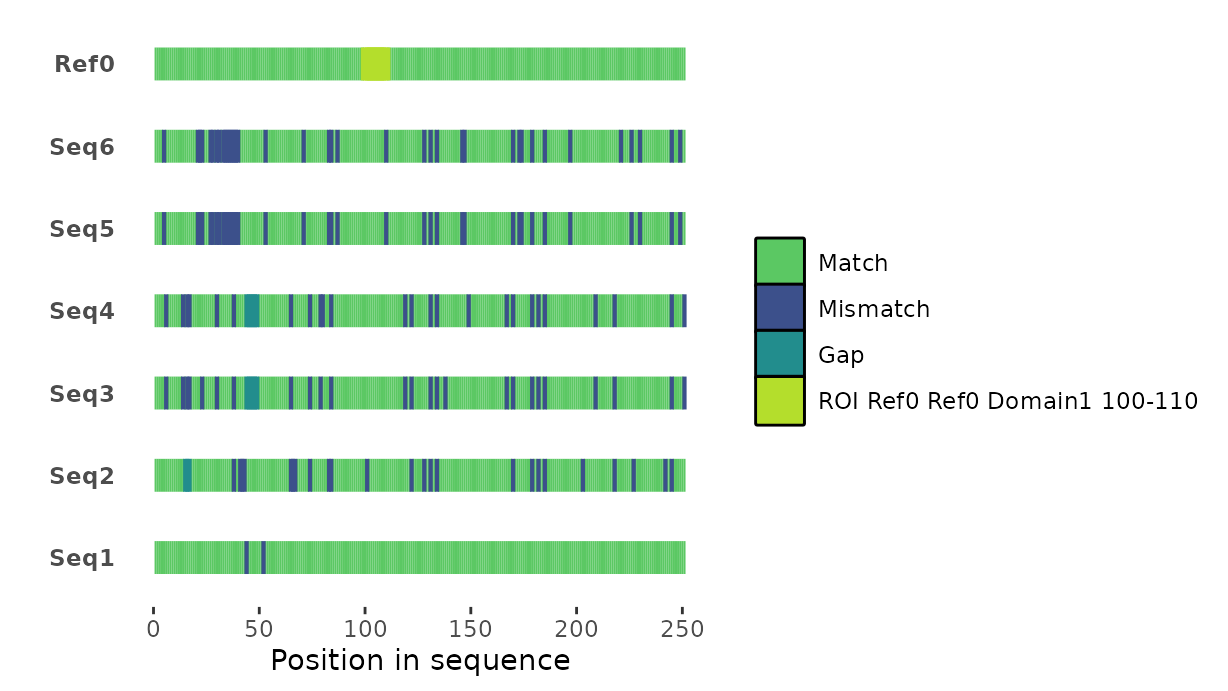 Ref0
Seq6
Seq5
Seq4
Seq3
Seq2
Seq1
0 50 100 150 200 250
Position in sequence
Match
Mismatch
Gap
ROI Ref0 Ref0 Domain1 100-110